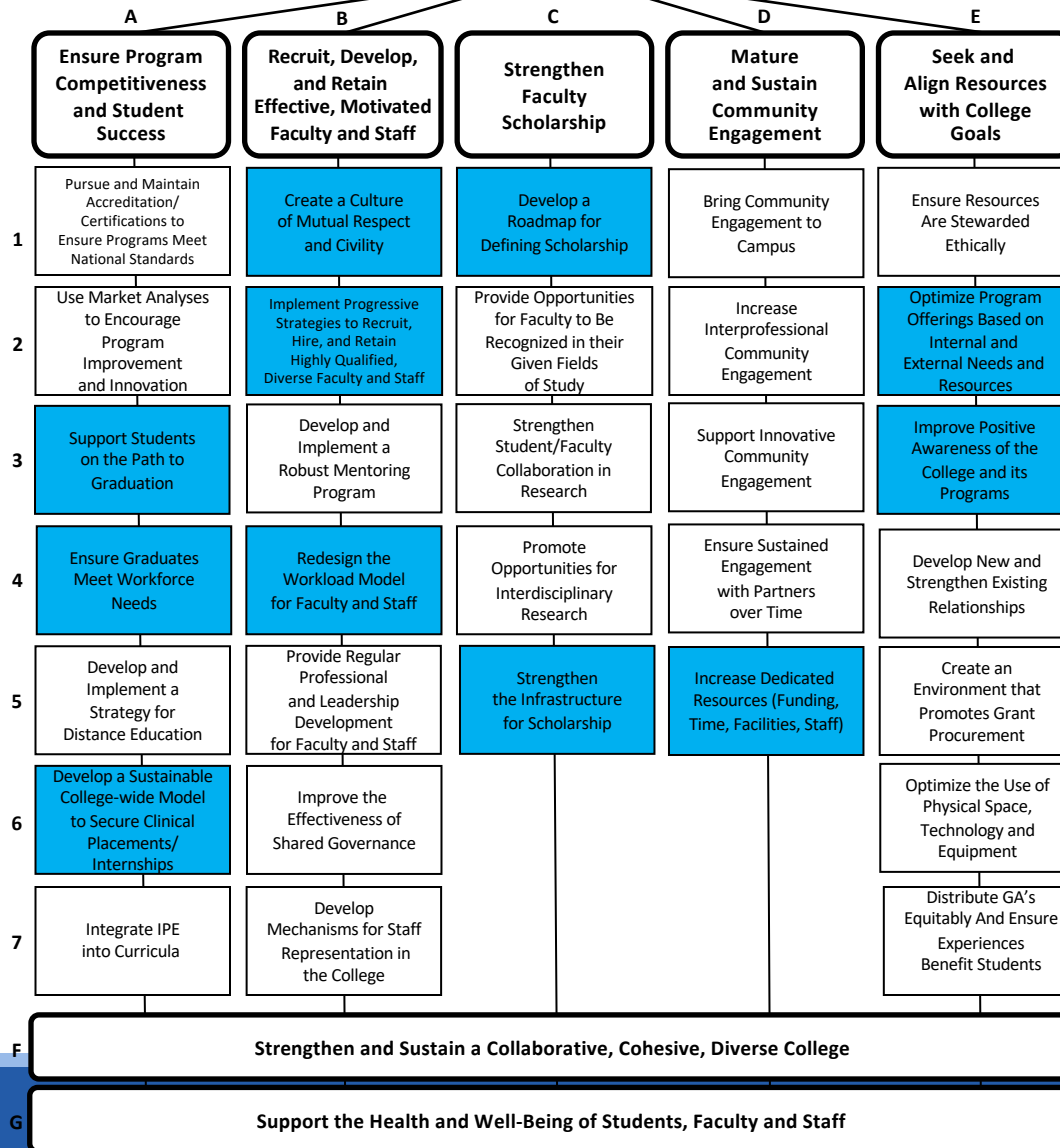 A
B
C
D
E
Ensure Program
Competitiveness
and Student
Success
Recruit, Develop,
and Retain
Effective, Motivated
Faculty and Staff
Strengthen
Faculty
Scholarship
Mature
and Sustain
Community
Engagement
Seek and
Align Resources
with College
Goals
1
Pursue and Maintain
Accreditation/
Certifications to
Ensure Programs Meet
National Standards
Create a Culture
of Mutual Respect
and Civility
Develop a
Roadmap for
Defining Scholarship
Bring Community
Engagement to
Campus
Ensure Resources
Are Stewarded
Ethically
2
Use Market Analyses
to Encourage
Program
Improvement
and Innovation
Implement Progressive
Strategies to Recruit,
Hire, and Retain
Highly Qualified,
Diverse Faculty and Staff
Provide Opportunities
for Faculty to Be
Recognized in their
Given Fields
of Study
Increase
Interprofessional
Community
Engagement
Optimize Program
Offerings Based on
Internal and
External Needs and
Resources
3
Support Students
on the Path to
Graduation
Develop and
Implement a
Robust Mentoring
Program
Strengthen
Student/Faculty
Collaboration in
Research
Support Innovative
Community
Engagement
Improve Positive
Awareness of the
College and its
Programs
4
Ensure Graduates
Meet Workforce
Needs
Redesign the
Workload Model
for Faculty and Staff
Promote
Opportunities for
Interdisciplinary
Research
Ensure Sustained
Engagement
with Partners
over Time
Develop New and
Strengthen Existing
Relationships
5
Develop and
Implement a
Strategy for
Distance Education
Provide Regular
Professional
and Leadership
Development
for Faculty and Staff
Strengthen
the Infrastructure
for Scholarship
Increase Dedicated
Resources (Funding,
Time, Facilities, Staff)
Create an
Environment that
Promotes Grant
Procurement
6
Develop a Sustainable
College-wide Model
to Secure Clinical
Placements/
Internships
Improve the
Effectiveness of
Shared Governance
Optimize the Use of
Physical Space,
Technology and
Equipment
7
Integrate IPE
into Curricula
Develop
Mechanisms for Staff
Representation in
the College
Distribute GA's
Equitably And Ensure
Experiences
Benefit Students
F
Strengthen and Sustain a Collaborative, Cohesive, Diverse College
G
Support the Health and Well-Being of Students, Faculty and Staff